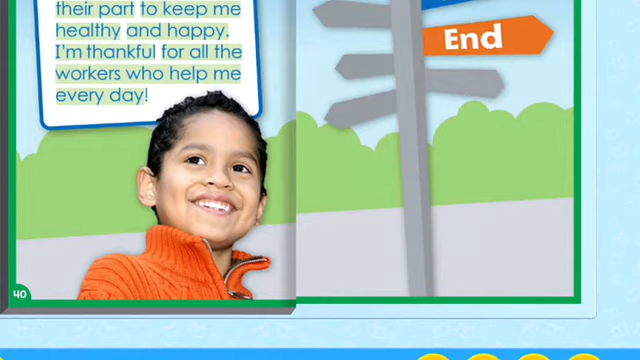 their part to keep me
healthy and happy.
I'm thankful for all the
workers who help me
every day!
End
40